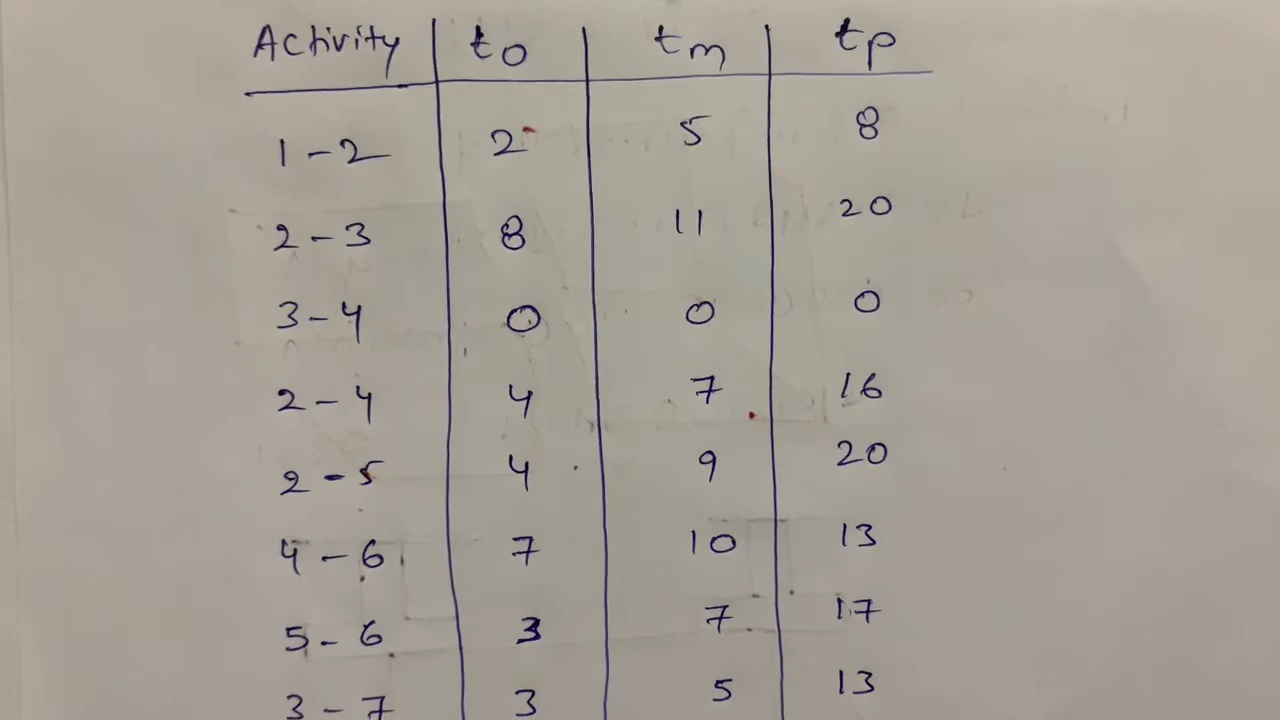 Activity to tm tp
1-2 2 5 8
2-3 8 11 20
3-4 0 0 0
2-4 4 7 16
2-5 4 9 20
4-6 7 10 13
5-6 3 7 17
3-7 3 5 13